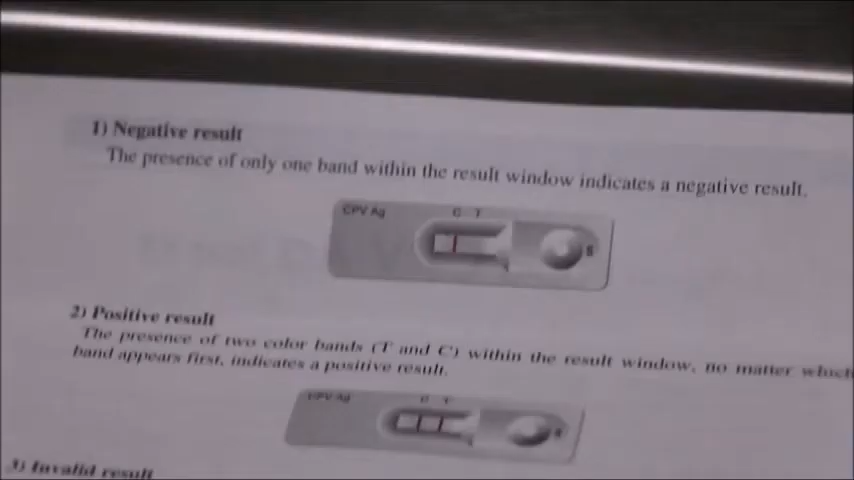 1) Negative result
The presence of only one band within the result window indicates a negative result.
CPV Ag C T
S
2) Positive result
The presence of two color bands (T and C) within the result window, no matter which
band appears first, indicates a positive result.
CPV Ag C T
S
3) Invalid result